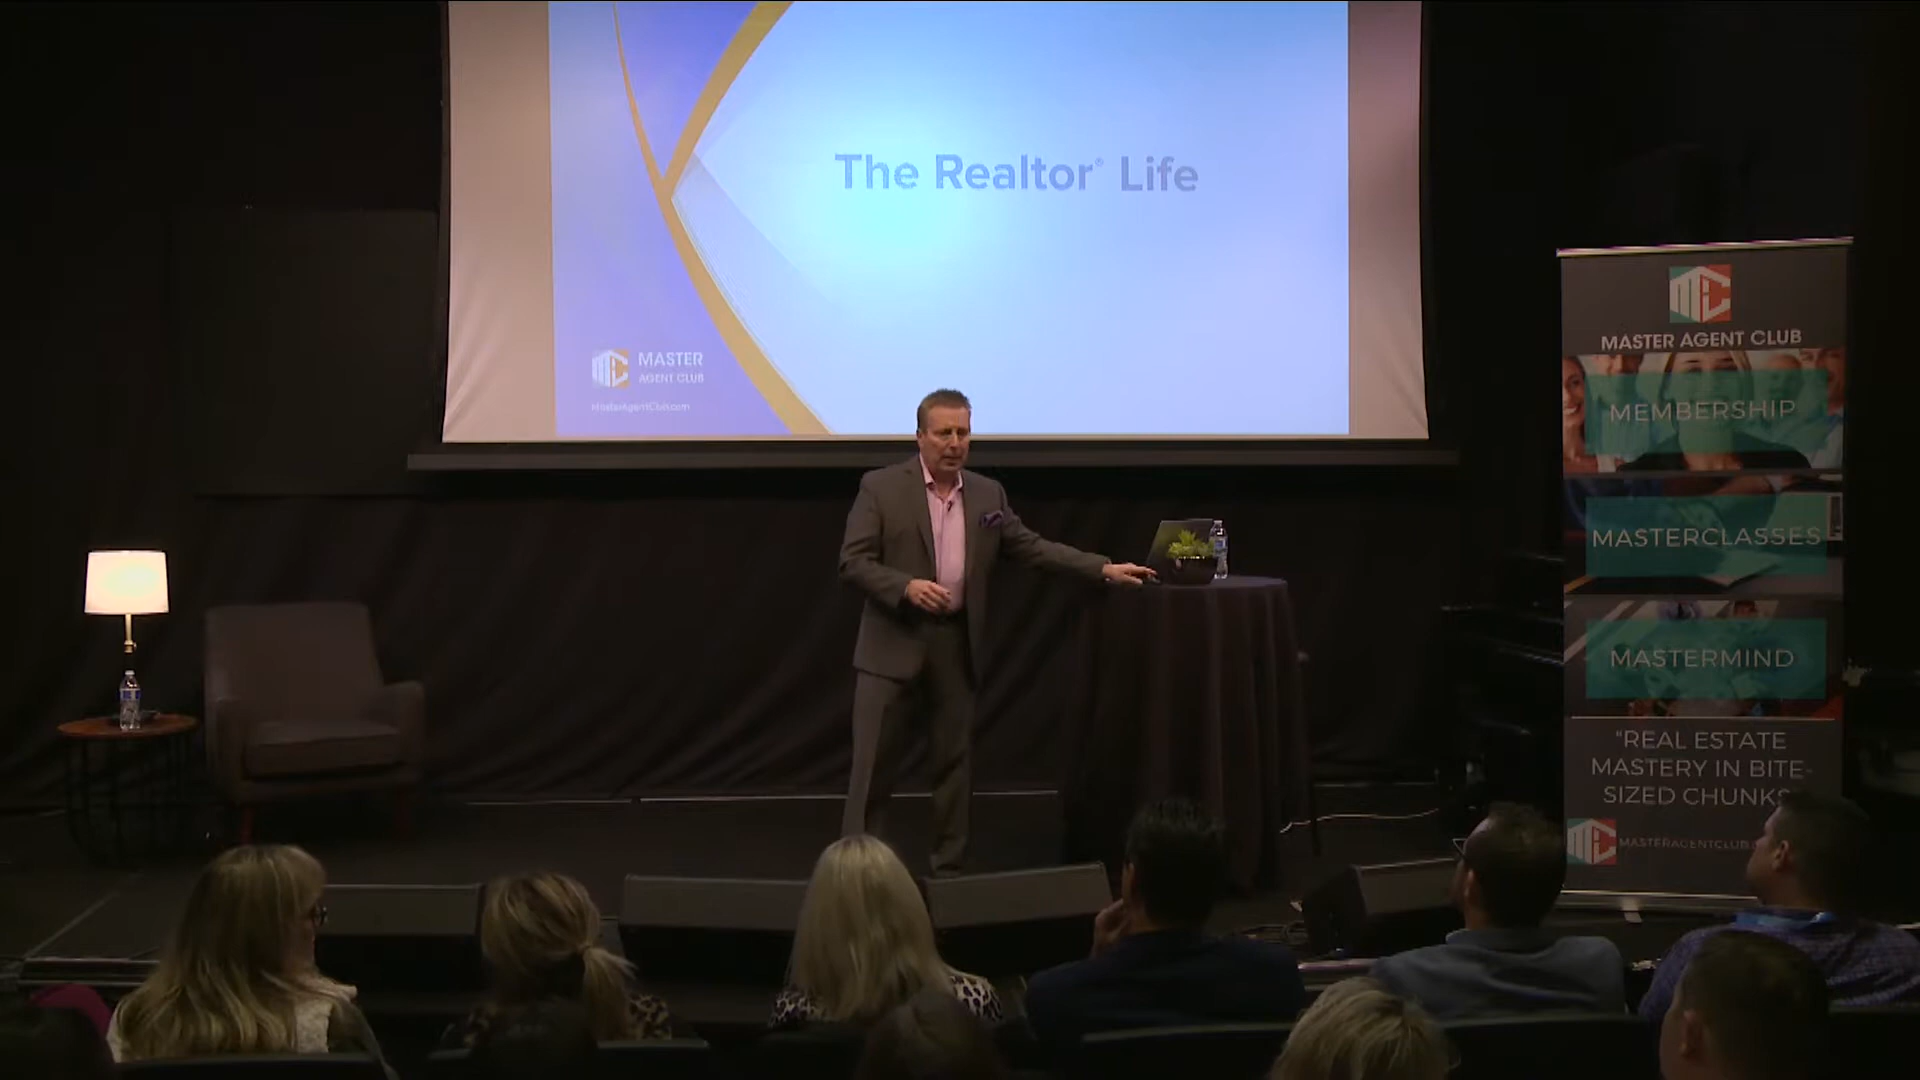 The Realtor® Life
MASTER
AGENT CLUB
MasterAgentClub.com
MASTER AGENT CLUB
MEMBERSHIP
MASTERCLASSES
MASTERMIND
"REAL ESTATE
MASTERY IN BITE-
SIZED CHUNKS
MASTERAGENTCLUB